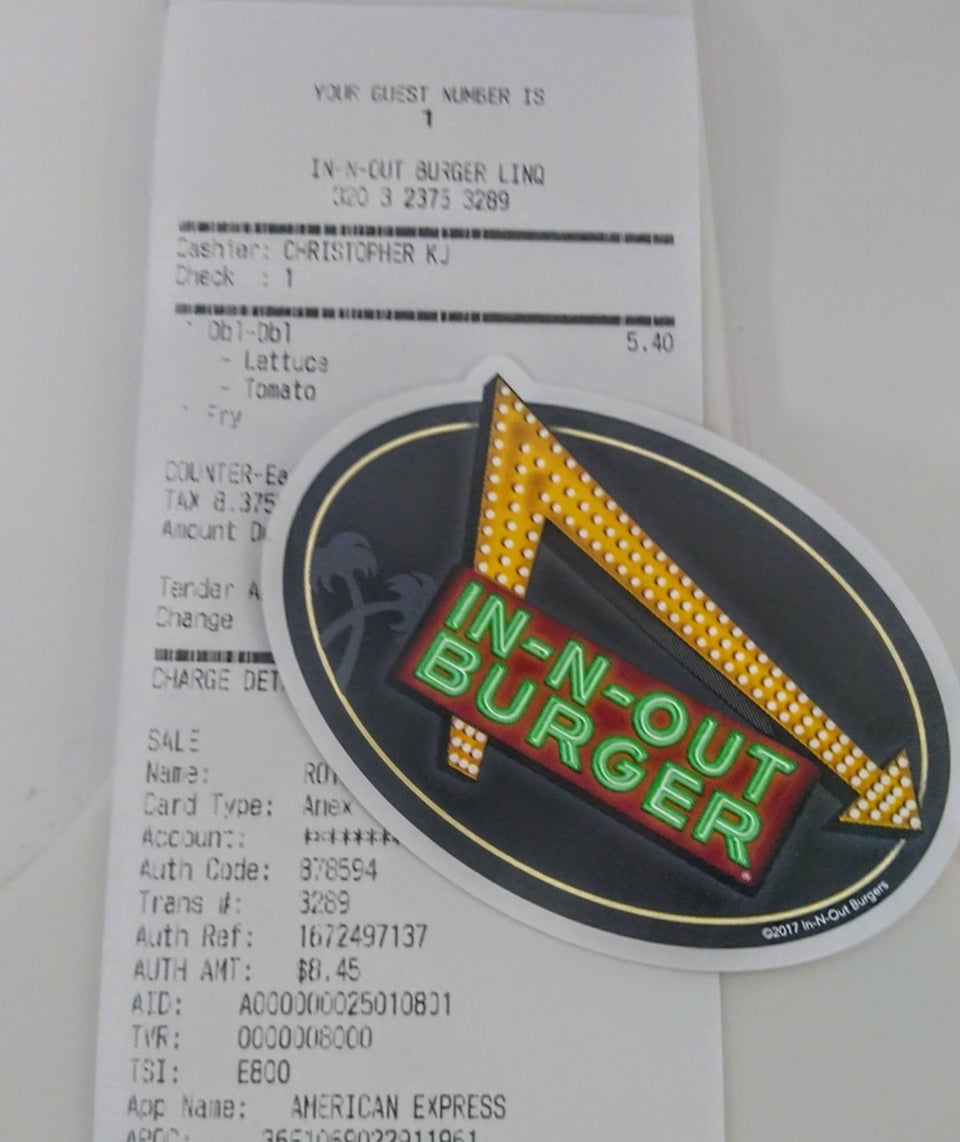 YOUR GUEST NUMBER IS
1
IN-N-OUT BURGER LINQ
320 3 2375 3289
Cashier: CHRISTOPHER KJ
Check : 1
Dbl-Dbl 5.40
- Lettuce
- Tomato
Fry
COUNTER-Ea
TAX 8.375
Amount D
Tender A
Change
CHARGE DET
SALE
Name:
Card Type: Amex
Account: ********
Auth Code: 878594
Trans #: 3289
Auth Ref: 1672497137
AUTH AMT: $8.45
AID: A000000025010801
TVR: 0000008000
TSI: E800
App Name: AMERICAN EXPRESS
IN-N-OUT
BURGER
©2017 In-N-Out Burgers